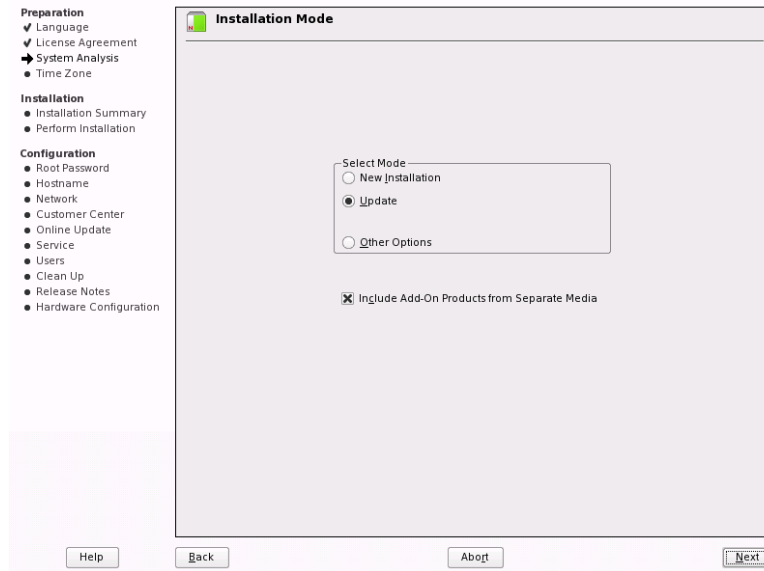 Preparation
Language
License Agreement
System Analysis
Time Zone
Installation
Installation Summary
Perform Installation
Configuration
Root Password
Hostname
Network
Customer Center
Online Update
Service
Users
Clean Up
Release Notes
Hardware Configuration
Installation Mode
Select Mode
New Installation
Update
Other Options
Include Add-On Products from Separate Media
Help
Back
Abort
Next